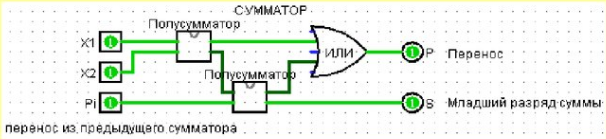 СУММАТОР
Полусумматор
X1
X2
ИЛИ
P Перенос
Полусумматор
Pi
S Младший разряд суммы
перенос из предыдущего сумматора